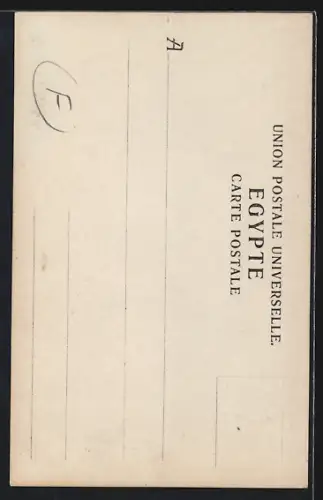 UNION POSTALE UNIVERSELLE.
EGYPTE
CARTE POSTALE
A
F